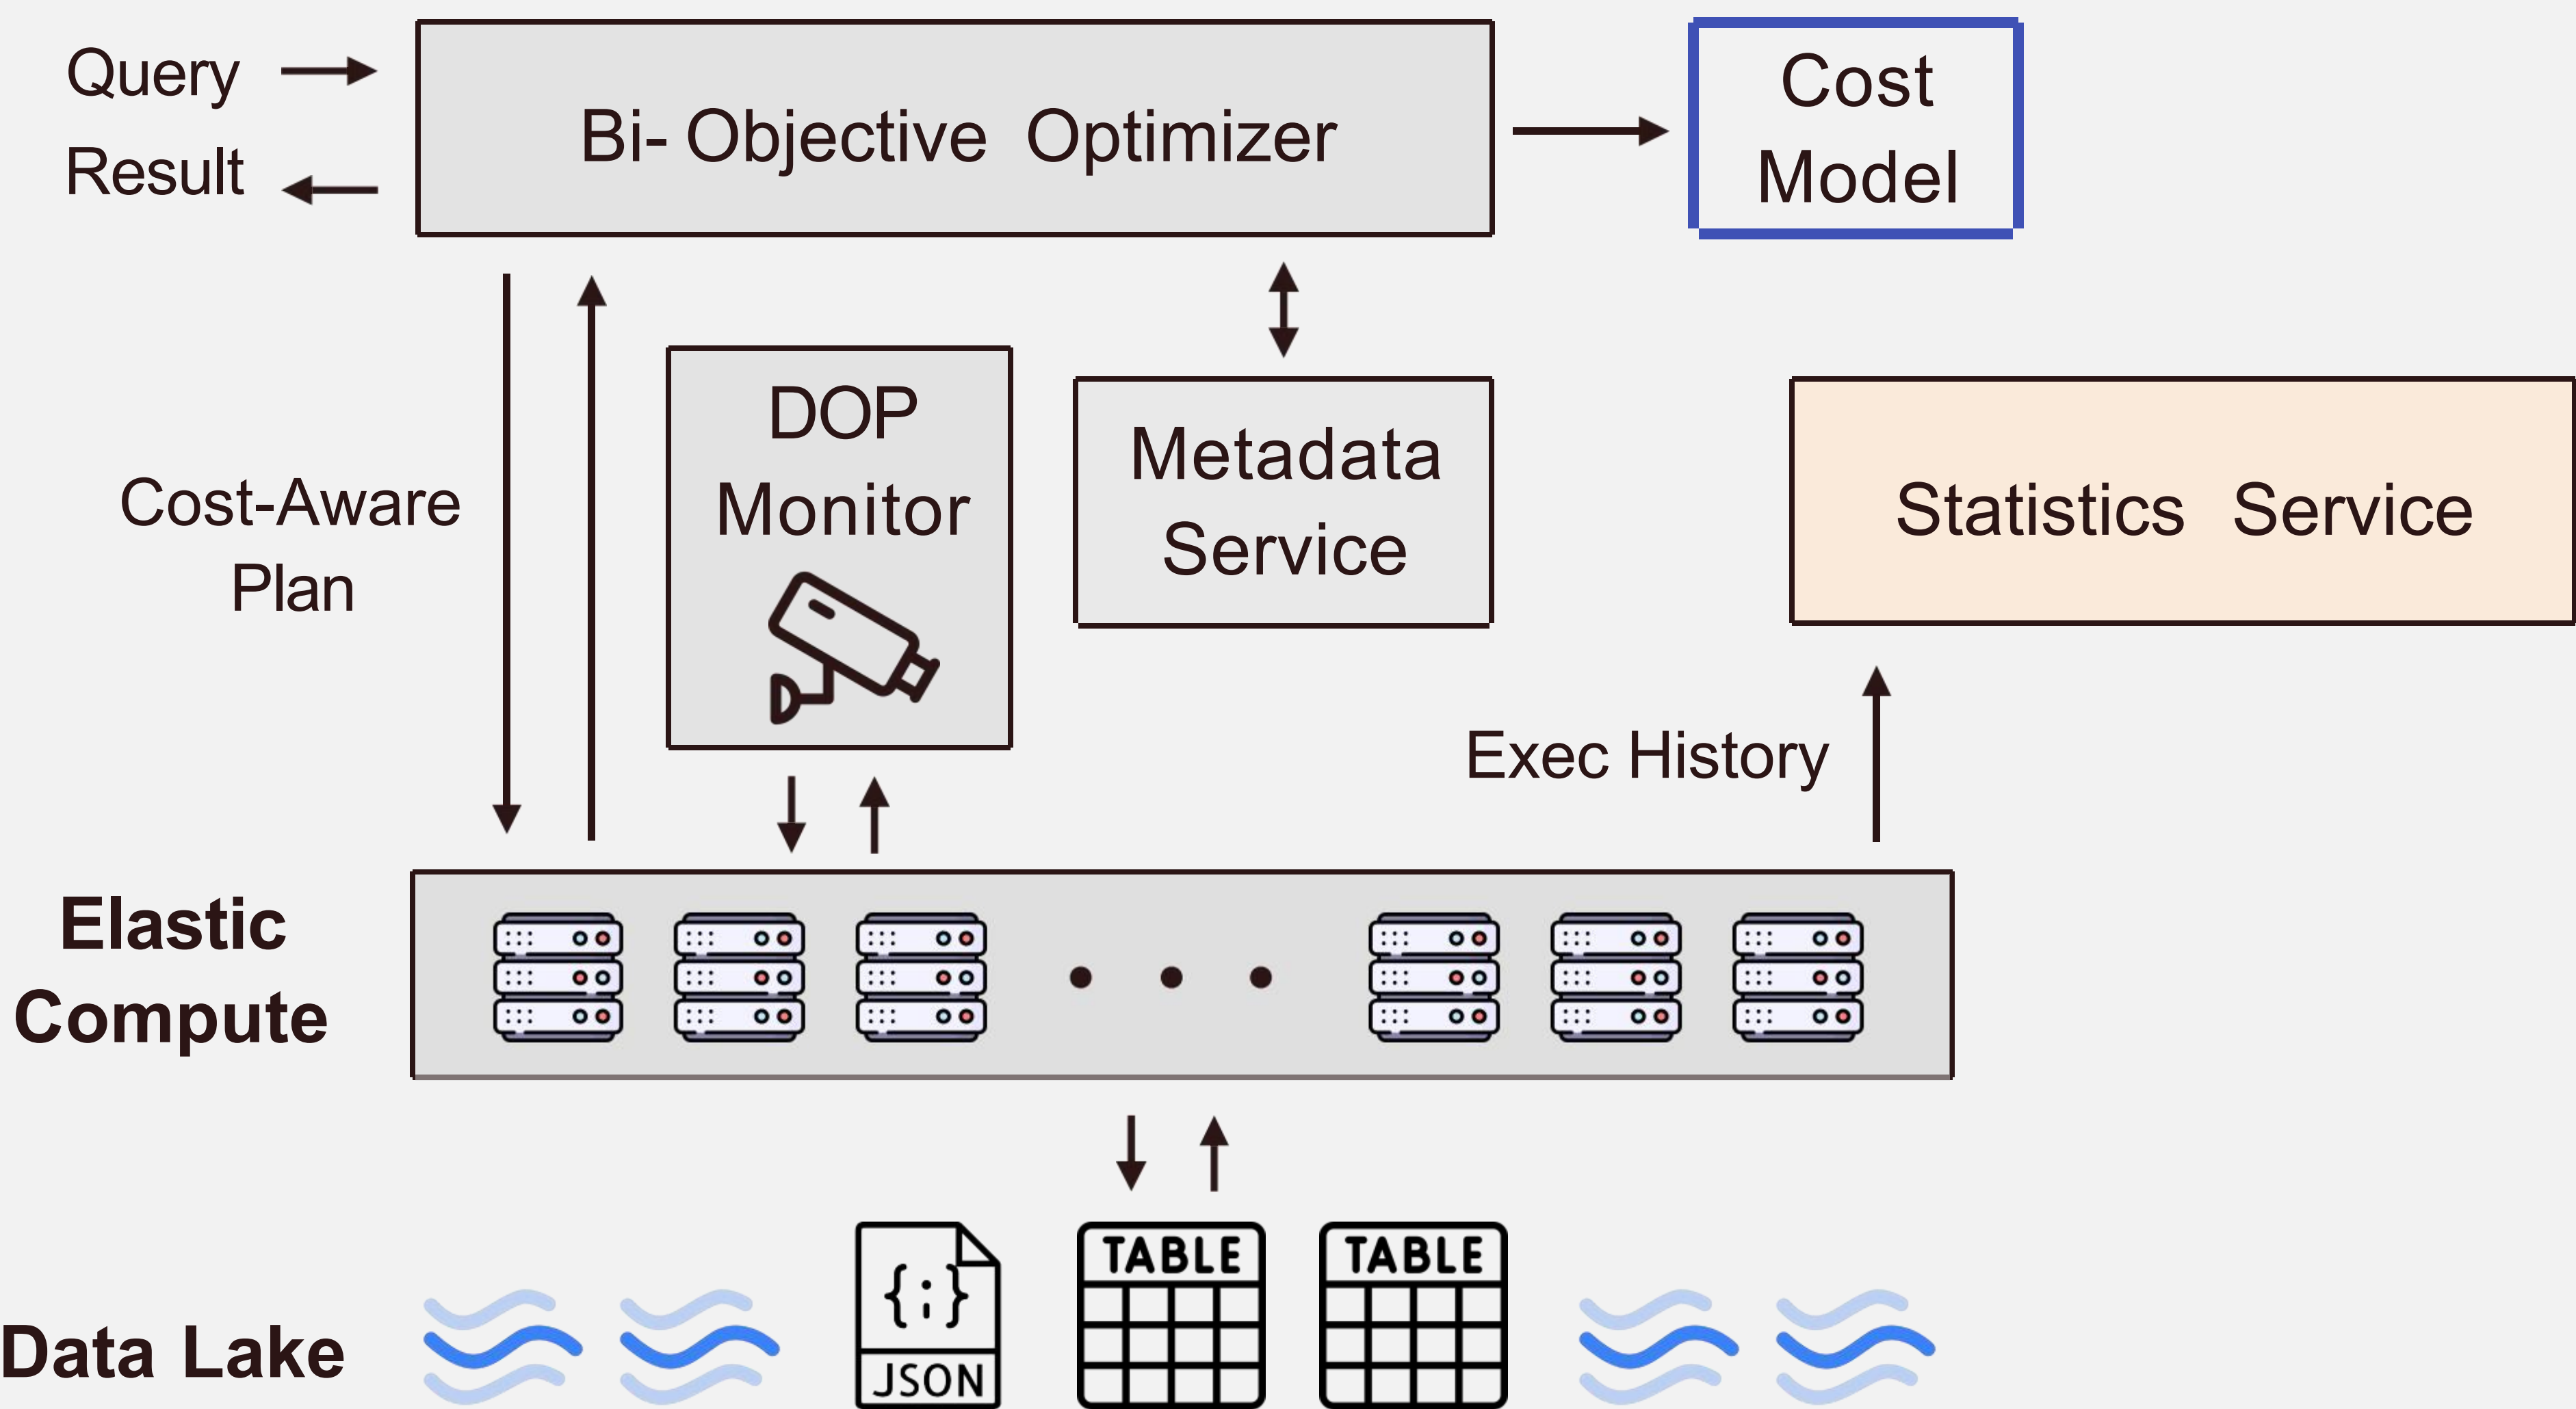 Query
Result
Bi- Objective Optimizer
Cost
Model
Cost-Aware
Plan
DOP
Monitor
Metadata
Service
Statistics Service
Exec History
Elastic
Compute
Data Lake
{;}
JSON
TABLE
TABLE